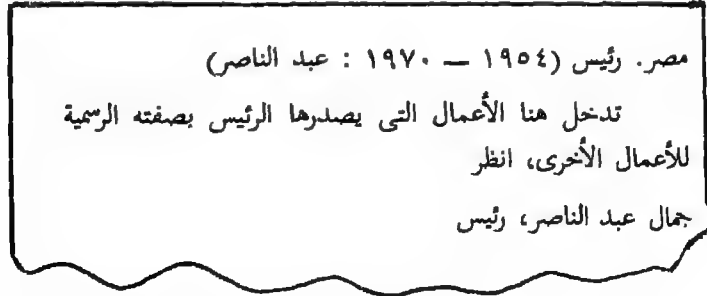 مصر. رئيس (١٩٥٤ — ١٩٧٠ : عبد الناصر)
تدخل هنا الأعمال التى يصدرها الرئيس بصفته الرسمية
للأعمال الأخرى، انظر
جمال عبد الناصر، رئيس